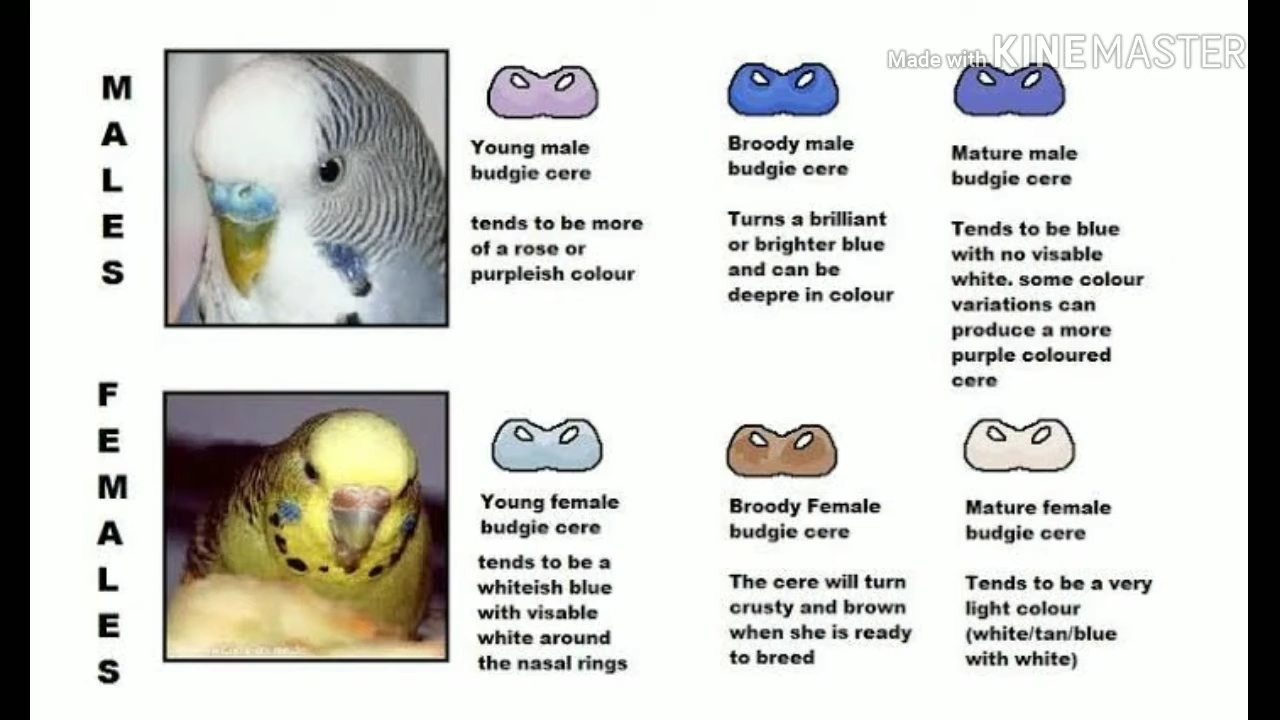 Made with KINEMASTER
MALES
Young male
budgie cere
tends to be more
of a rose or
purpleish colour
Broody male
budgie cere
Turns a brilliant
or brighter blue
and can be
deepre in colour
Mature male
budgie cere
Tends to be blue
with no visable
white. some colour
variations can
produce a more
purple coloured
cere
FEMALES
Young female
budgie cere
tends to be a
whiteish blue
with visable
white around
the nasal rings
Broody Female
budgie cere
The cere will turn
crusty and brown
when she is ready
to breed
Mature female
budgie cere
Tends to be a very
light colour
(white/tan/blue
with white)